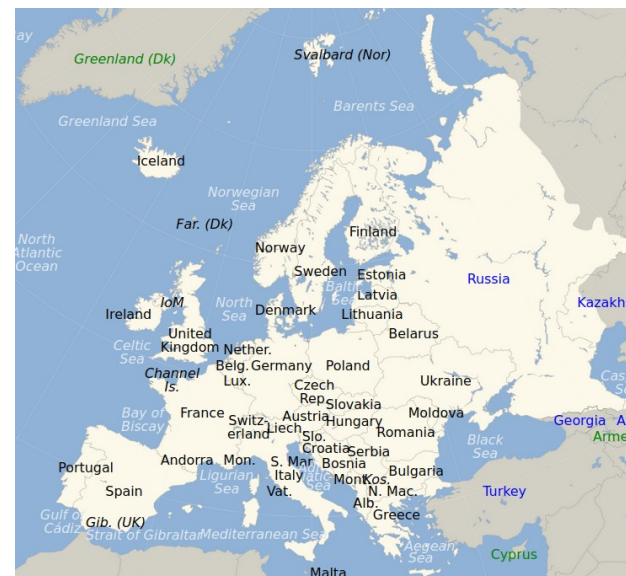 ay
Greenland (Dk)
Svalbard (Nor)
Barents Sea
Greenland Sea
Iceland
Norwegian
Sea
Far. (Dk)
North
Atlantic
Ocean
Finland
Norway
Sweden
Estonia
Russia
Baltic
Sea
Latvia
Kazakh
IoM
North
Sea
Denmark
Ireland
Lithuania
United
Kingdom
Belarus
Celtic
Sea
Nether.
Belg.
Germany
Poland
Channel
Is.
Lux.
Ukraine
Czech
Rep.
Slovakia
Bay of
Biscay
France
Switz-
erland
Austria
Liech.
Hungary
Moldova
Georgia
A
Arme
Slo.
Romania
Croatia
Black
Sea
Serbia
Andorra
Mon.
S. Mar
Bosnia
Portugal
Italy
Ligurian
Sea
Mont
Kos.
Bulgaria
Spain
Vat.
N. Mac.
Turkey
Alb.
Greece
Gulf of
Cádiz
Gib. (UK)
Strait of Gibraltar
Mediterranean Sea
Aegean
Sea
Cyprus
Malta